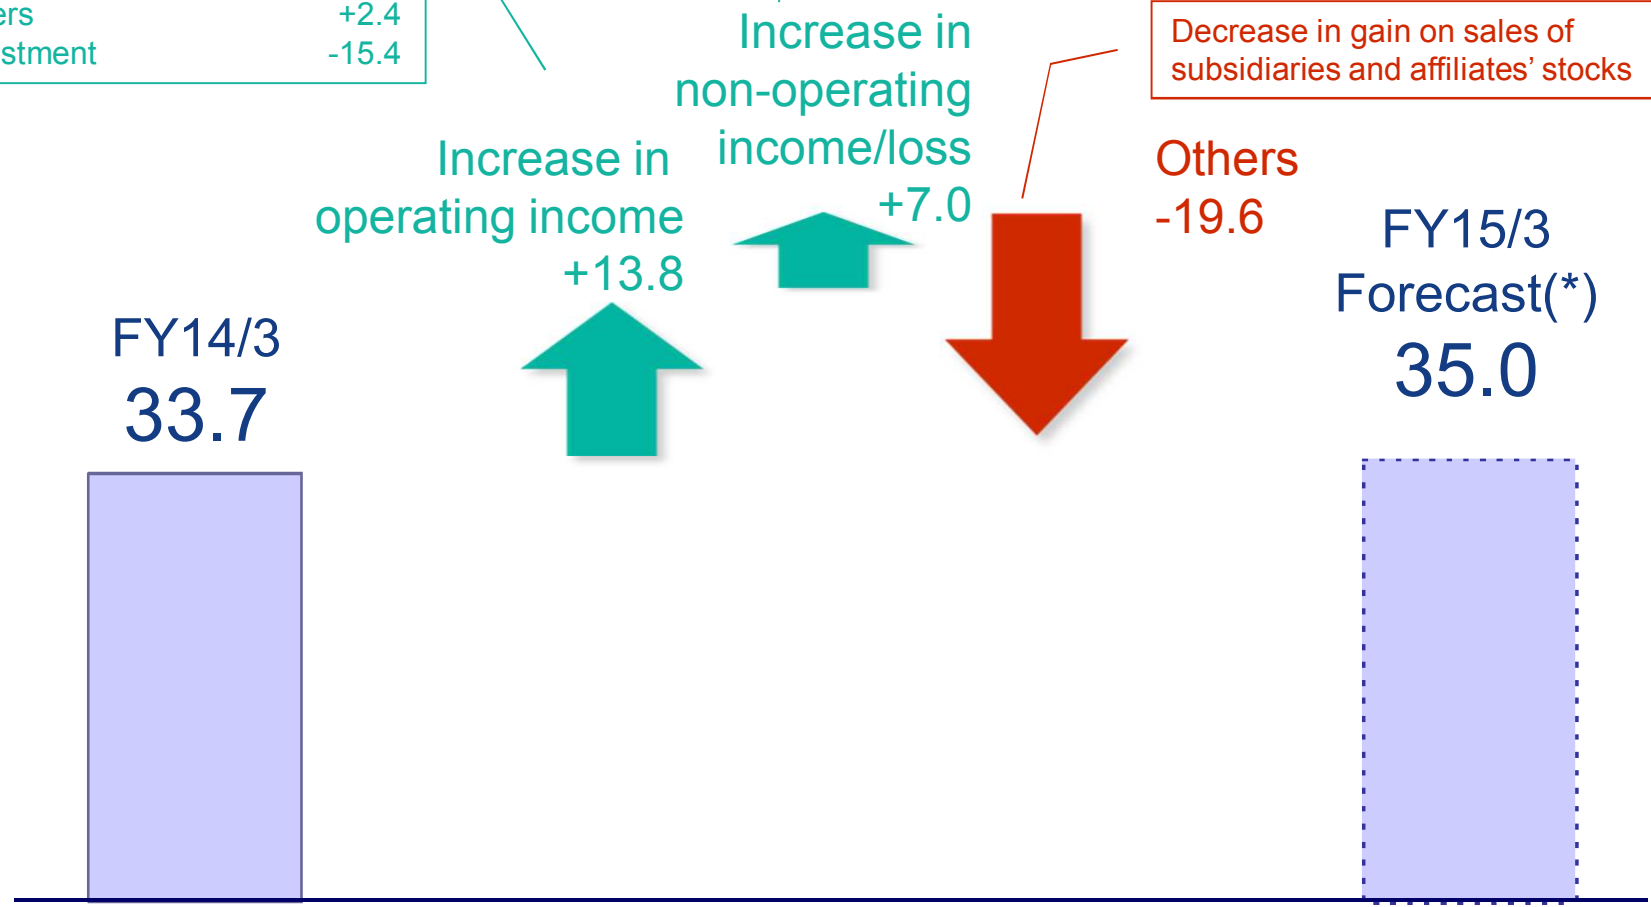 +2.4
-15.4
Increase in
non-operating
income/loss
+7.0
Decrease in gain on sales of
subsidiaries and affiliates’ stocks
Increase in
operating income
+13.8
Others
-19.6
FY14/3
33.7
FY15/3
Forecast(*)
35.0